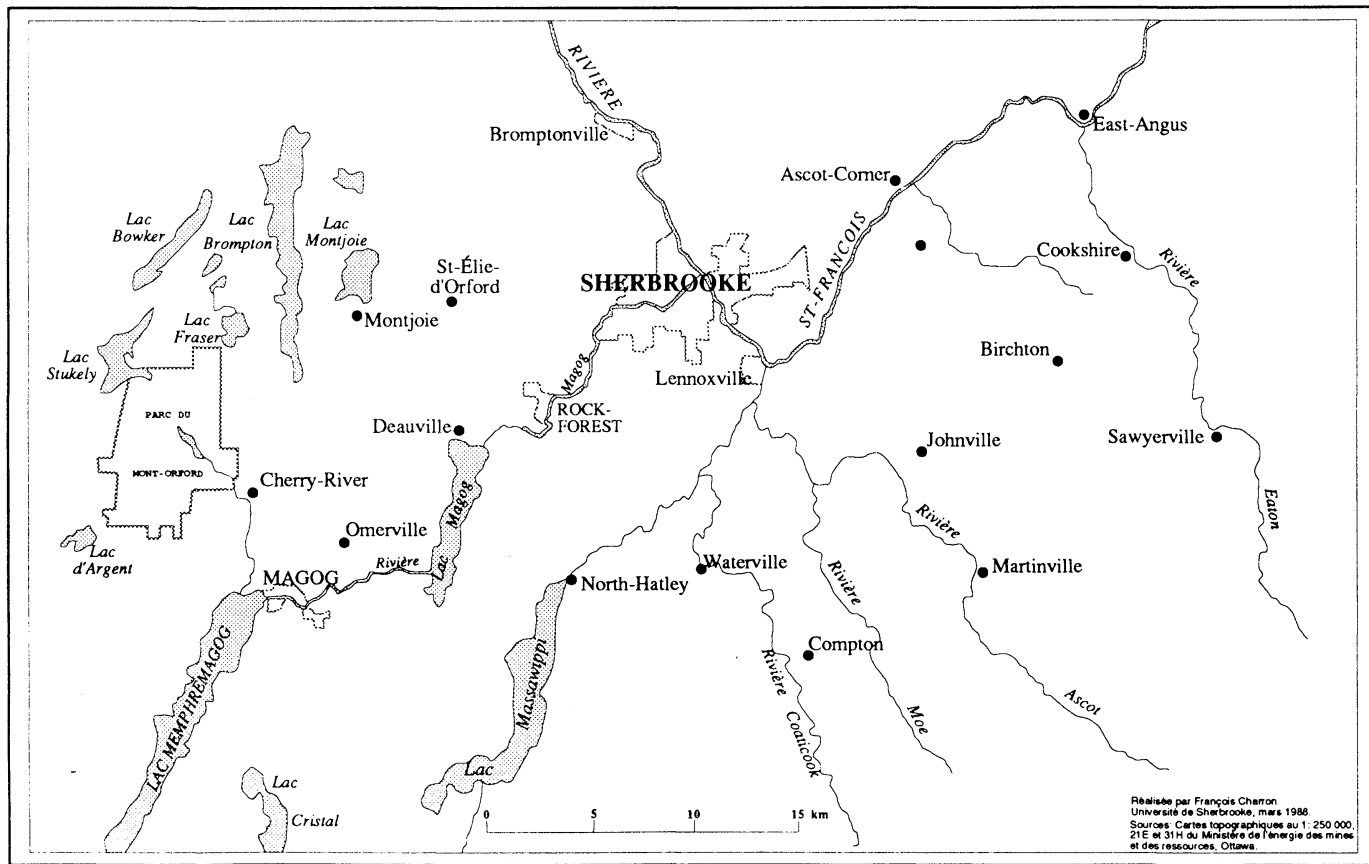 RIVIERE
Bromptonville
East-Angus
Ascot-Corner
Lac
Bowker
Lac
Brompton
Lac
Montjoie
St-Élie-
d'Orford
SHERBROOKE
ST-FRANCOIS
Cookshire
Rivière
Montjoie
Lac
Fraser
Lac
Stukely
Magog
Lennoxville
Birchton
PARC DU
MONT-ORFORD
Deauville
ROCK-
FOREST
Johnville
Sawyerville
Cherry-River
Lac Magog
Rivière
Eaton
Omerville
Lac
d'Argent
Rivière
MAGOG
North-Hatley
Waterville
Rivière
Martinville
LAC MEMPHRÉMAGOG
Massawippi
Compton
Rivière
Coaticook
Moe
Ascot
Lac
Lac
Cristal
0 5 10 15 km
Réalisée par François Charron
Université de Sherbrooke, mars 1988.
Sources: Cartes topographiques au 1: 250 000,
21E et 31H du Ministère de l'énergie des mines
et des ressources, Ottawa.